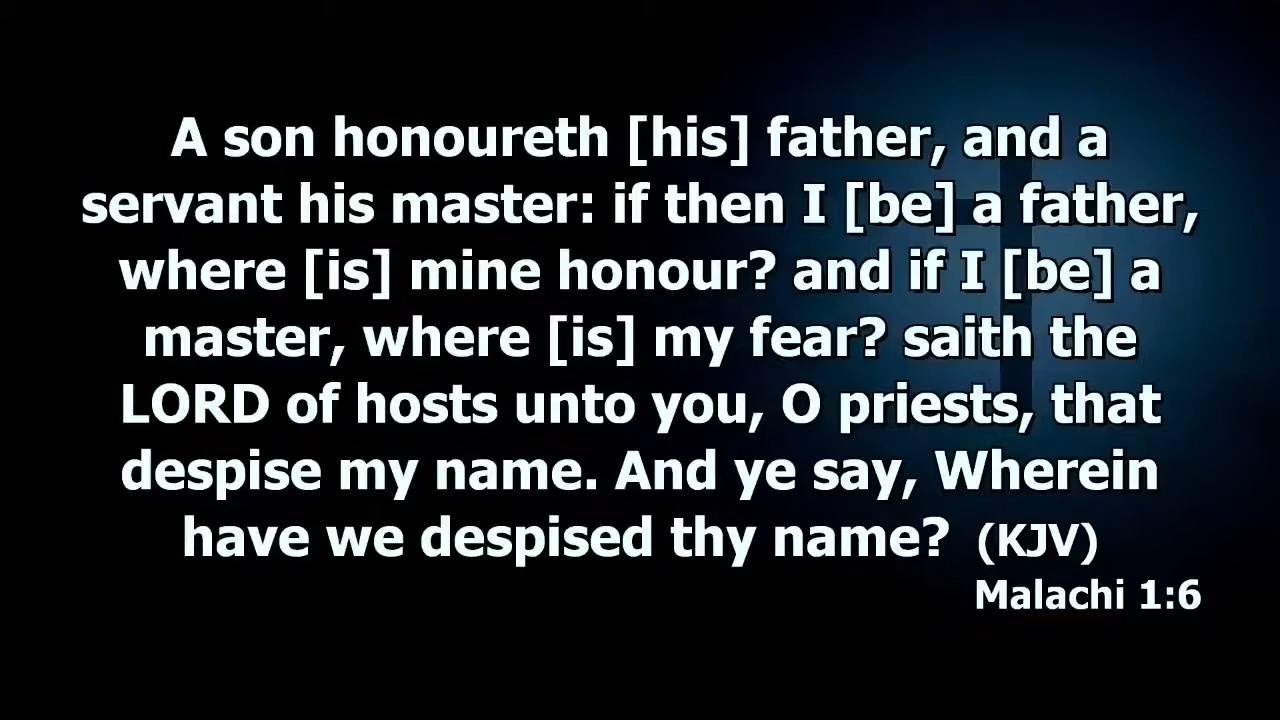 A son honoureth [his] father, and a
servant his master: if then I [be] a father,
where [is] mine honour? and if I [be] a
master, where [is] my fear? saith the
LORD of hosts unto you, O priests, that
despise my name. And ye say, Wherein
have we despised thy name? (KJV)
Malachi 1:6